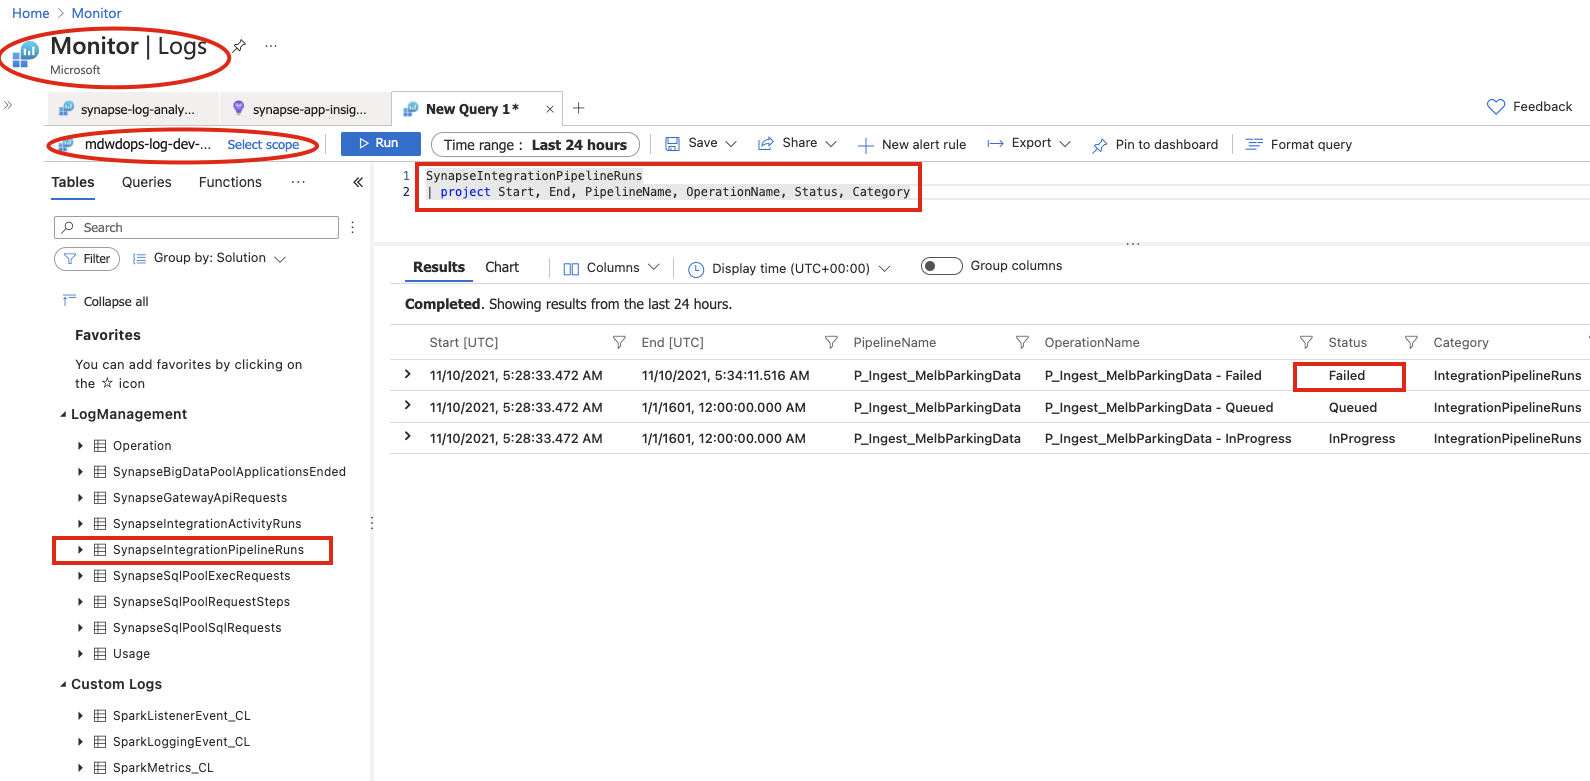 Home > Monitor
Monitor | Logs ...
Microsoft
synapse-log-analy... synapse-app-insig... New Query 1* × +
Feedback
mdwdops-log-dev-... Select scope
Run
Time range : Last 24 hours
Save
Share
New alert rule
Export
Pin to dashboard
Format query
Tables Queries Functions ...
1 SynapseIntegrationPipelineRuns
2 | project Start, End, PipelineName, OperationName, Status, Category
Search
Filter
Group by: Solution
Collapse all
Favorites
You can add favorites by clicking on
the ☆ icon
LogManagement
Operation
SynapseBigDataPoolApplicationsEnded
SynapseGatewayApiRequests
SynapseIntegrationActivityRuns
SynapseIntegrationPipelineRuns
SynapseSqlPoolExecRequests
SynapseSqlPoolRequestSteps
SynapseSqlPoolSqlRequests
Usage
Custom Logs
SparkListenerEvent_CL
SparkLoggingEvent_CL
SparkMetrics_CL
Results Chart
Columns
Display time (UTC+00:00)
Group columns
Completed. Showing results from the last 24 hours.
Start [UTC] End [UTC] PipelineName OperationName Status Category
11/10/2021, 5:28:33.472 AM 11/10/2021, 5:34:11.516 AM P_Ingest_MelbParkingData P_Ingest_MelbParkingData - Failed Failed IntegrationPipelineRuns
11/10/2021, 5:28:33.472 AM 1/1/1601, 12:00:00.000 AM P_Ingest_MelbParkingData P_Ingest_MelbParkingData - Queued Queued IntegrationPipelineRuns
11/10/2021, 5:28:33.472 AM 1/1/1601, 12:00:00.000 AM P_Ingest_MelbParkingData P_Ingest_MelbParkingData - InProgress InProgress IntegrationPipelineRuns